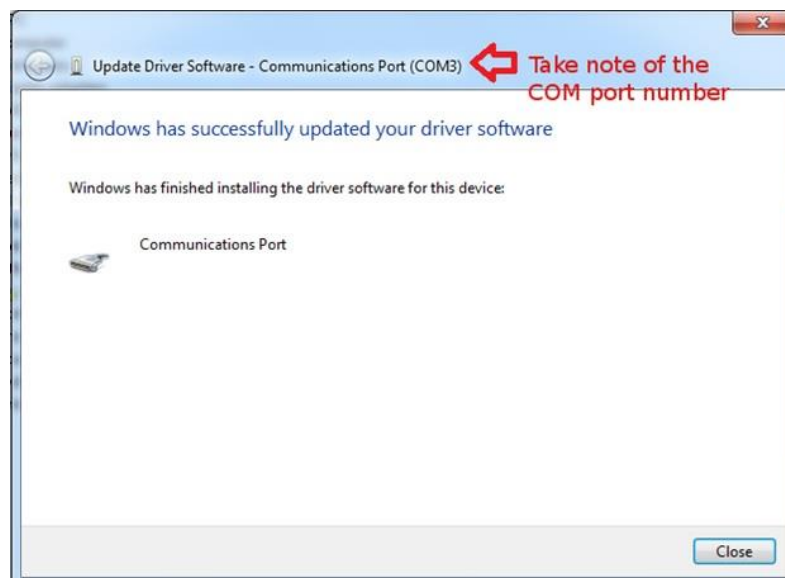 Update Driver Software - Communications Port (COM3)
Take note of the
COM port number
Windows has successfully updated your driver software
Windows has finished installing the driver software for this device:
Communications Port
Close